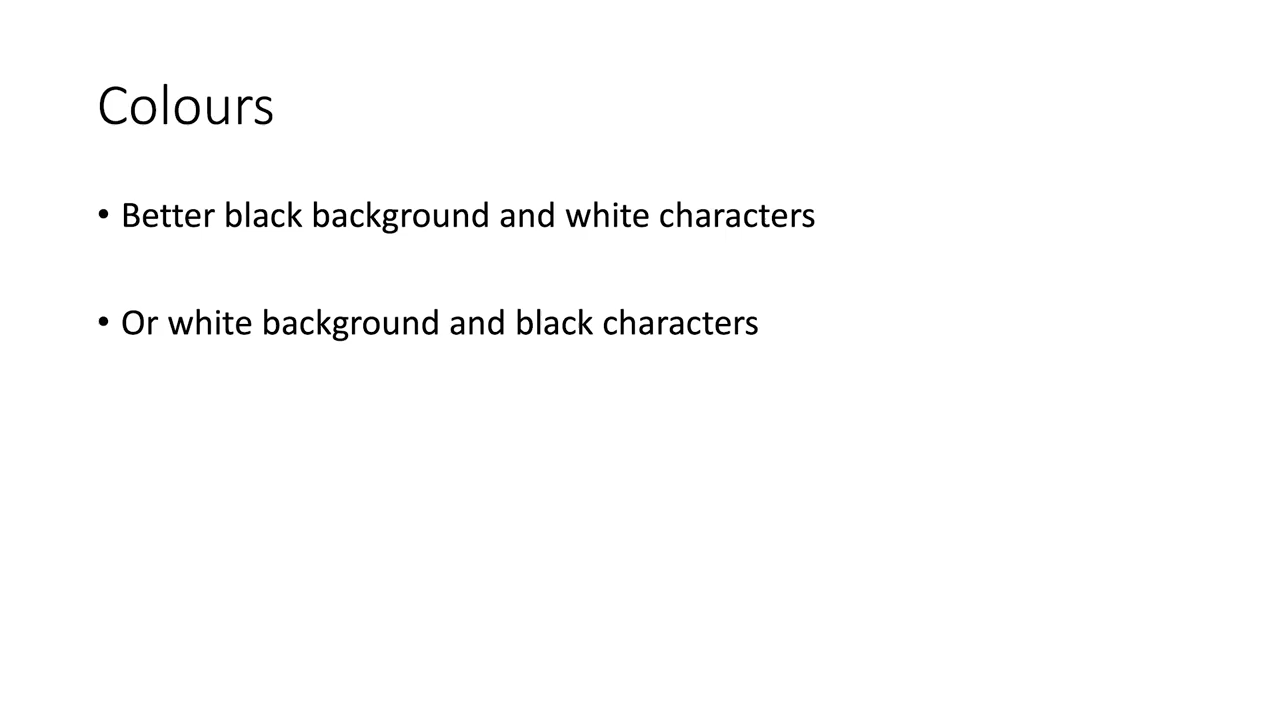 Colours
• Better black background and white characters
• Or white background and black characters